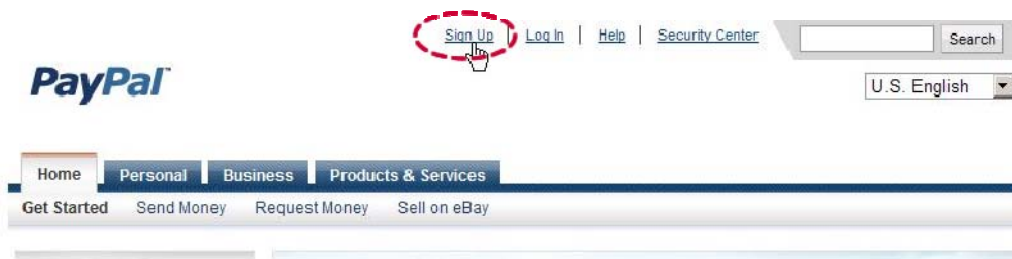 Sign Up | Log In | Help | Security Center Search
PayPal™
U.S. English
Home Personal Business Products & Services
Get Started Send Money Request Money Sell on eBay